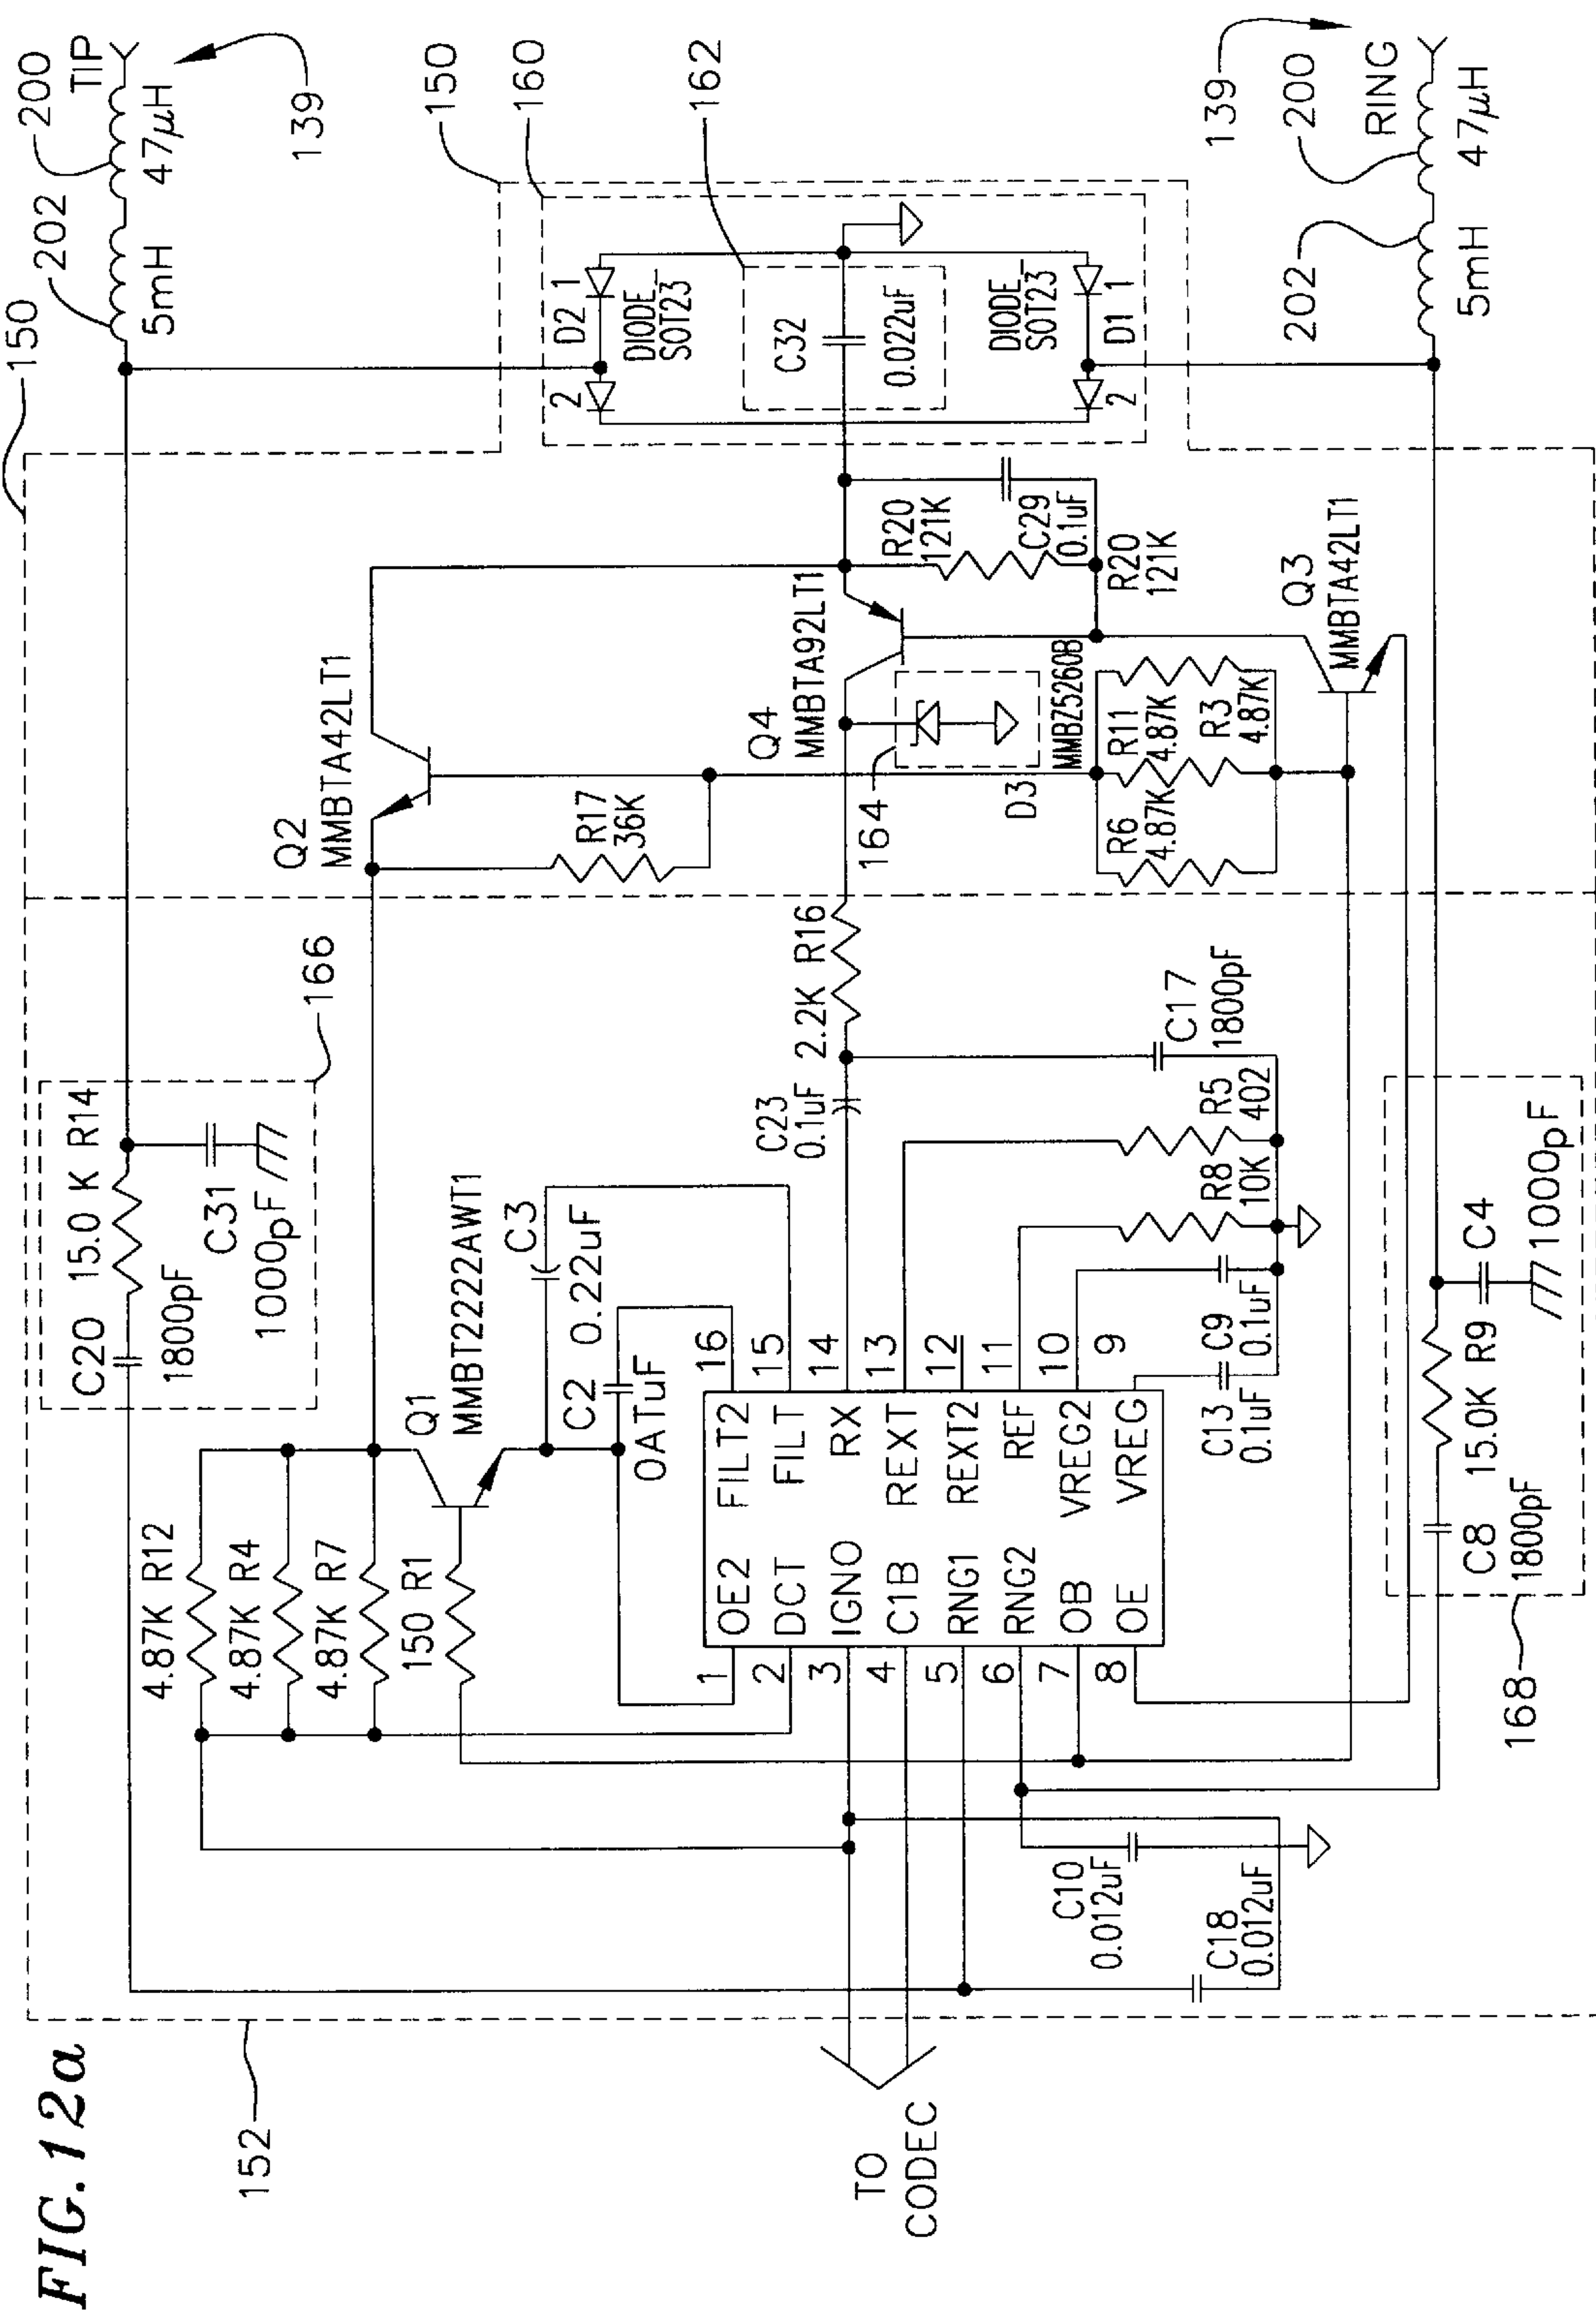 FIG.12a
152
TO
CODEC
150
202
200
TIP
5mH
47µH
139
150
160
162
D2
1
2
DIODE_
SOT23
C32
0.022uF
DIODE_
SOT23
D1
1
2
139
200
RING
202
5mH
47µH
Q2
MMBTA42LT1
R17
36K
Q4
MMBTA92LT1
R20
121K
C29
0.1uF
R20
121K
164
D3
MMBZ5260B
R6
4.87K
R11
4.87K
R3
4.87K
Q3
MMBTA42LT1
166
C20
15.0 K R14
1800pF
C31
1000pF
4.87K R12
4.87K R4
4.87K R7
150 R1
Q1
MMBT2222AWT1
C3
0.22uF
C2
0ATuF
C23
0.1uF
2.2K R16
C17
1800pF
R5
402
R8
10K
C9
0.1uF
C13
0.1uF
1
OE2
FILT2
16
2
DCT
FILT
15
3
IGNO
RX
14
4
C1B
REXT
13
5
RNG1
REXT2
12
6
RNG2
REF
11
7
OB
VREG2
10
8
OE
VREG
9
C10
0.012uF
C18
0.012uF
168
C8
15.0K R9
C4
1800pF
1000pF